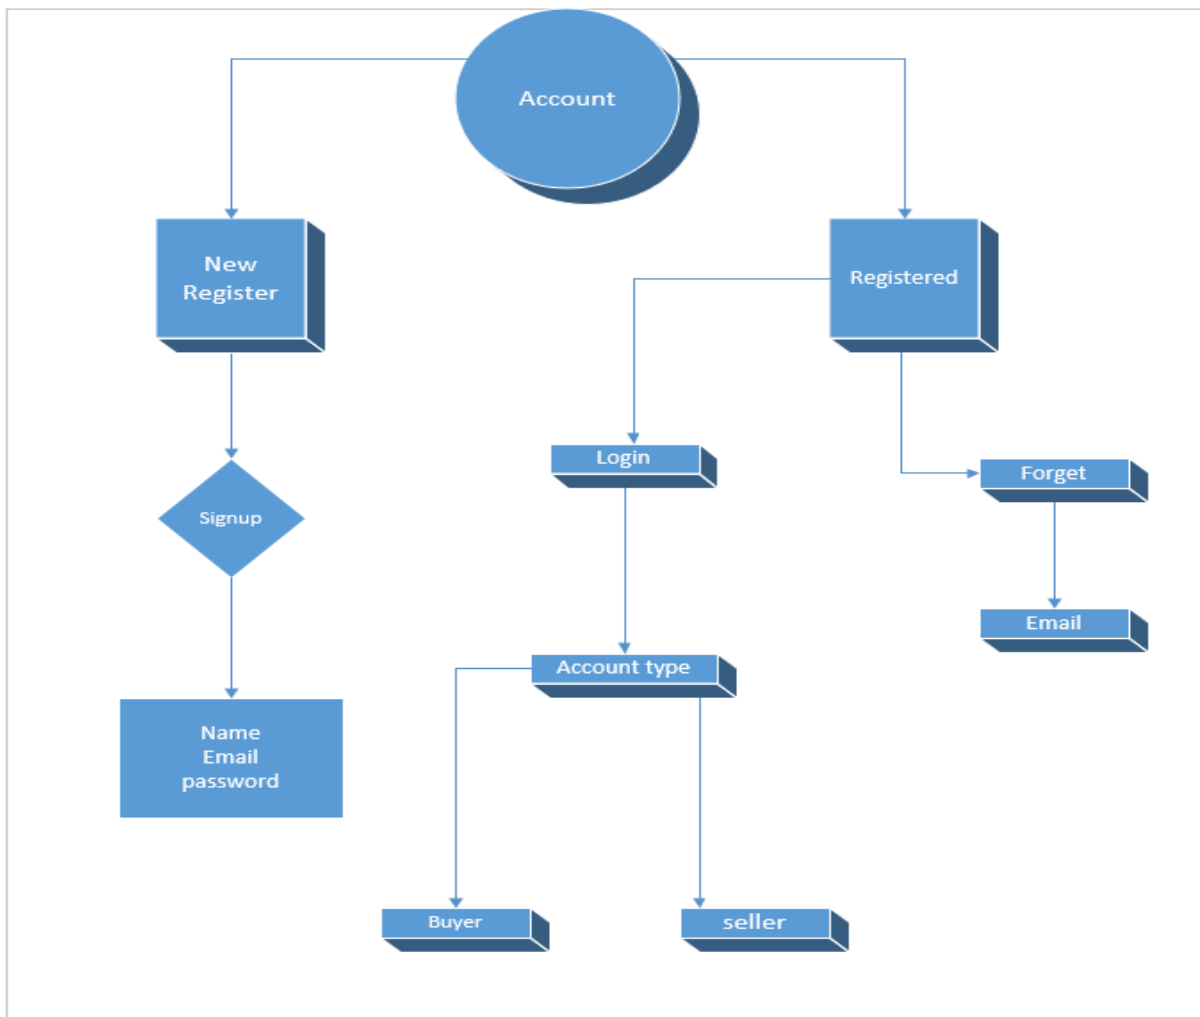 Account
New
Register
Registered
Login
Forget
Signup
Email
Account type
Name
Email
password
Buyer
seller